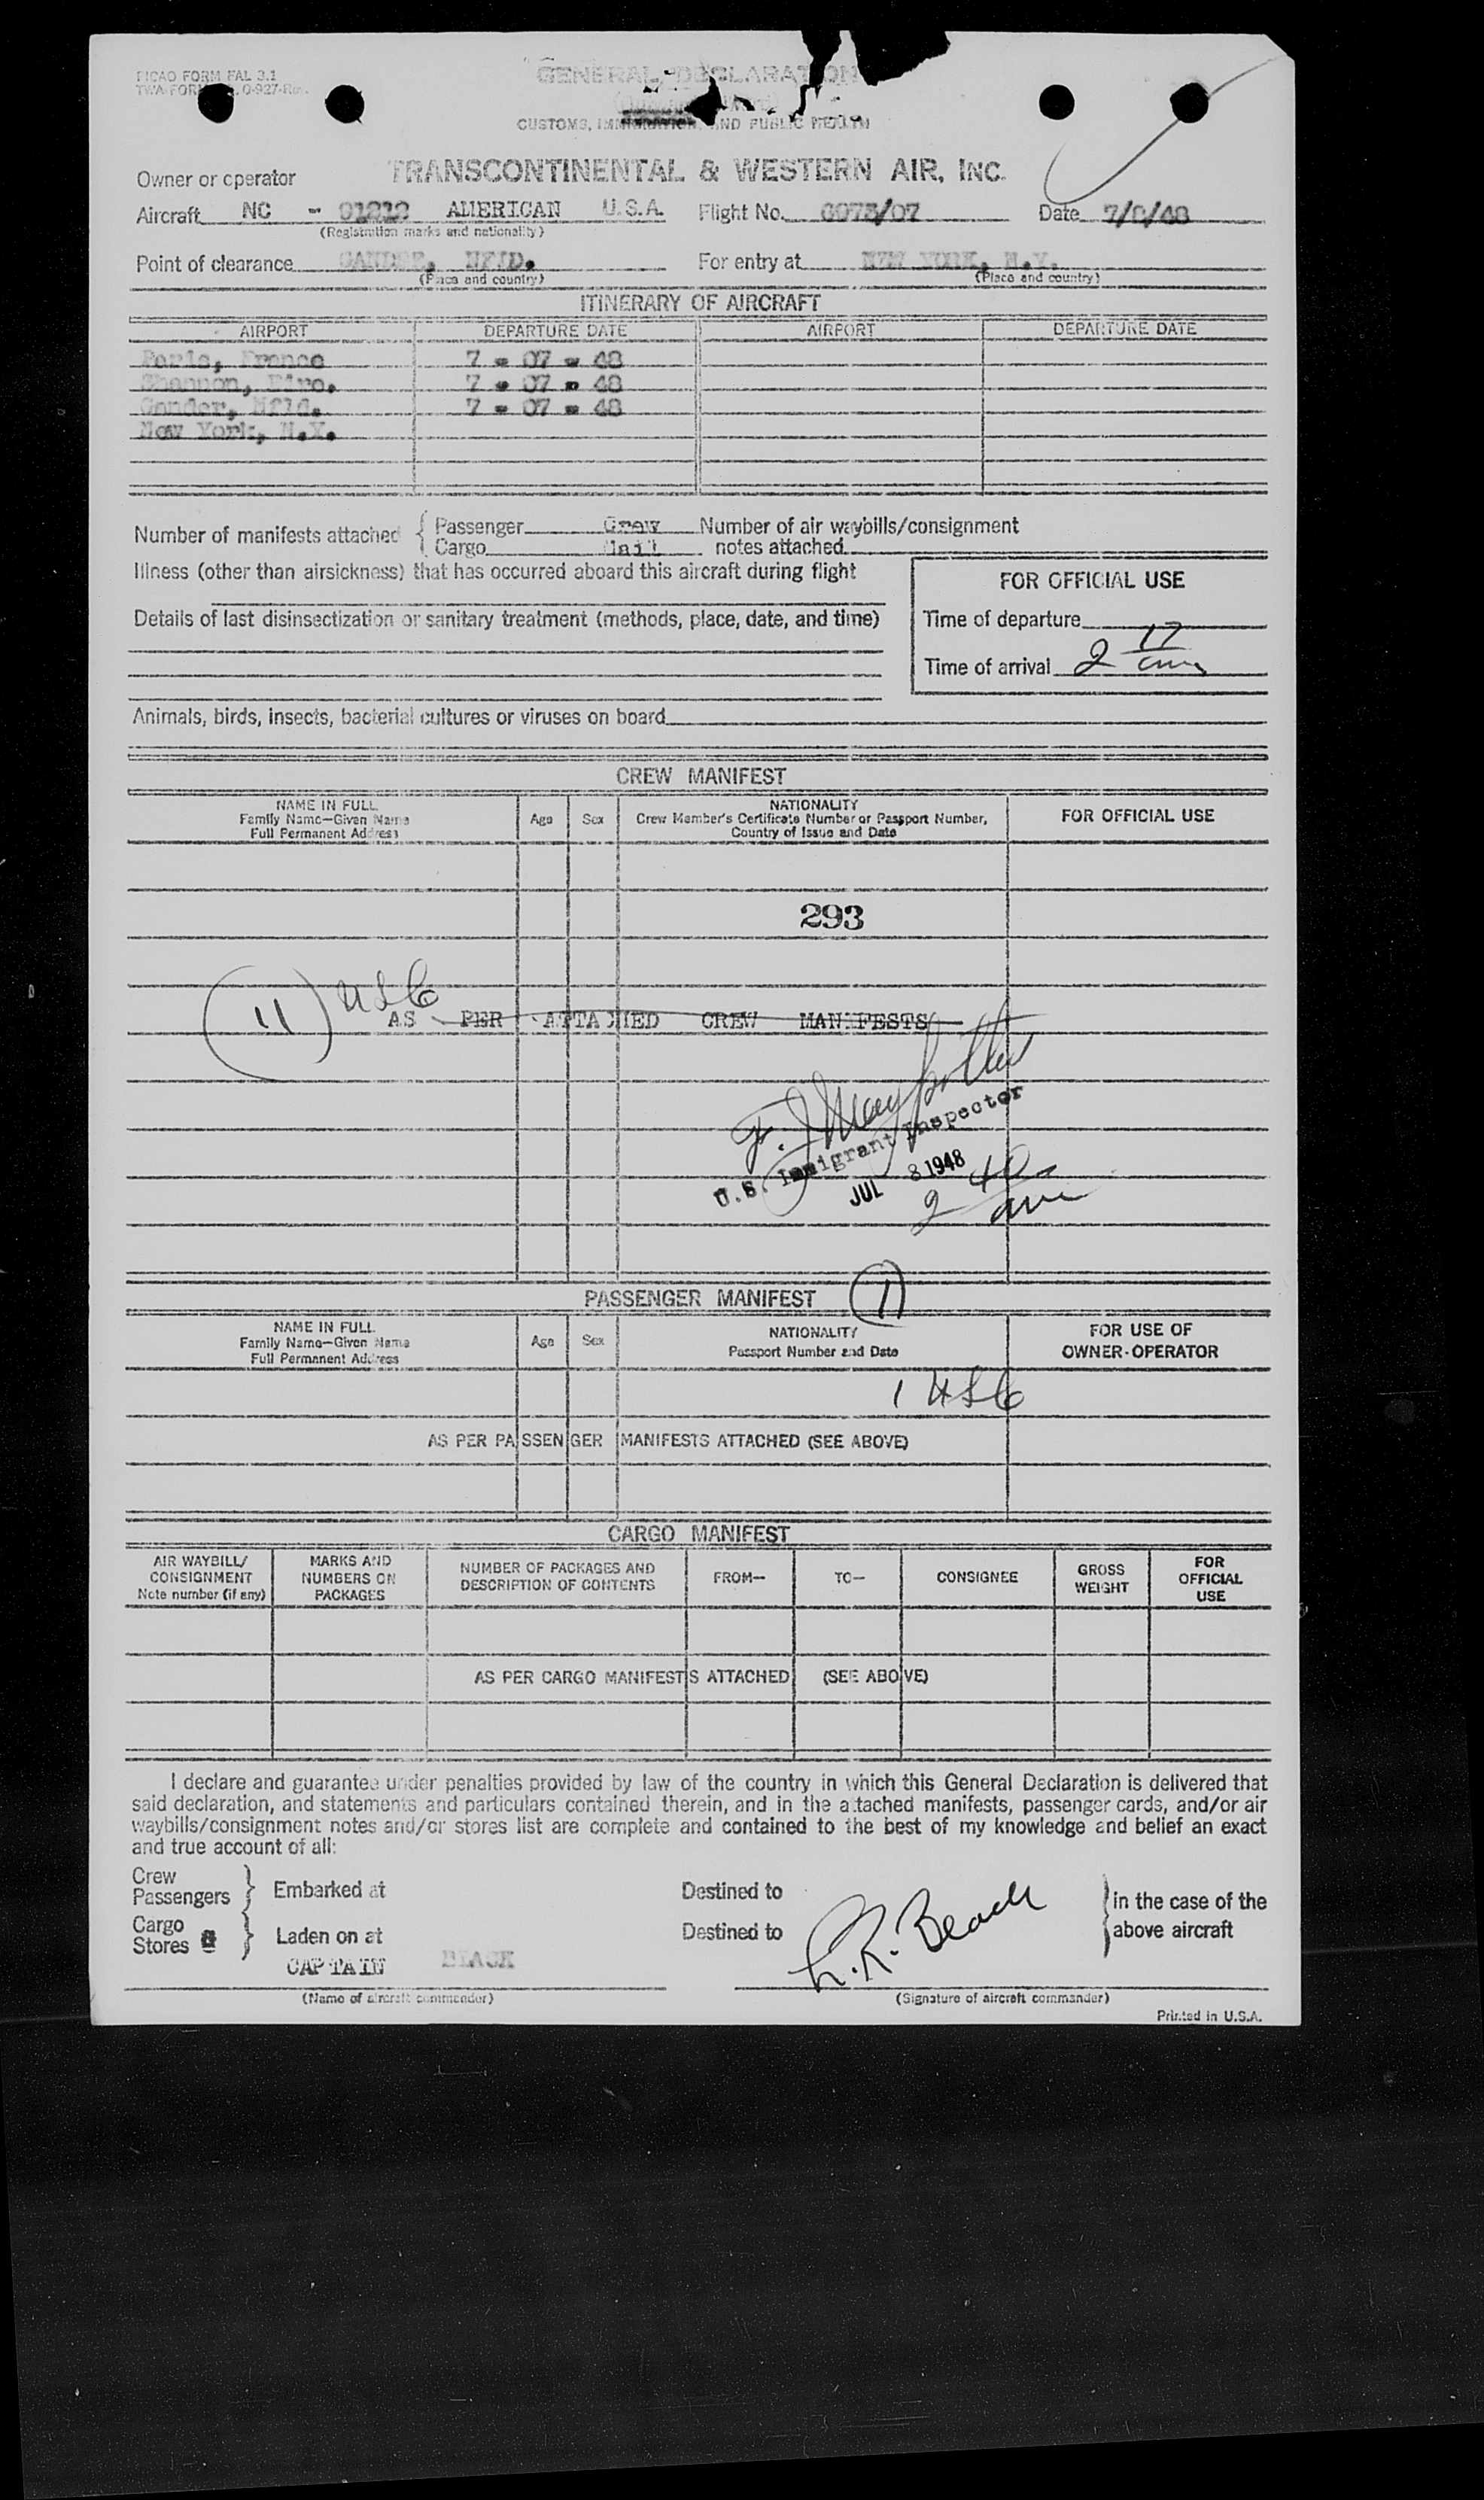 PICAO FORM FAL 3.1
TWA FORM 0-927-Rev.
GENERAL DECLARATION
CUSTOMS, IMMIGRATION, AND PUBLIC HEALTH
Owner or operator TRANSCONTINENTAL & WESTERN AIR, INC.
Aircraft NC - 91212 AMERICAN U.S.A. Flight No. 6973/07 Date 7/8/48
(Registration marks and nationality)
Point of clearance GANDER, NFLD. For entry at NEW YORK, N.Y.
(Place and country) (Place and country)
ITINERARY OF AIRCRAFT
AIRPORT DEPARTURE DATE AIRPORT DEPARTURE DATE
Paris, France 7 - 07 - 48
Shannon, Eire. 7 - 07 - 48
Gander, Nfld. 7 - 07 - 48
New York, N.Y.
Number of manifests attached { Passenger Crew Number of air waybills/consignment
Cargo Mail notes attached
Illness (other than airsickness) that has occurred aboard this aircraft during flight
FOR OFFICIAL USE
Details of last disinsectization or sanitary treatment (methods, place, date, and time)
Time of departure
Time of arrival 2 17 am
Animals, birds, insects, bacterial cultures or viruses on board
CREW MANIFEST
NAME IN FULL
Family Name—Given Name
Full Permanent Address
Age Sex
NATIONALITY
Crew Member's Certificate Number or Passport Number,
Country of Issue and Date
FOR OFFICIAL USE
293
11 USC
AS PER ATTACHED CREW MANIFESTS
U.S. Immigrant Inspector
JUL 8 1948
2 40 am
PASSENGER MANIFEST 1
NAME IN FULL
Family Name—Given Name
Full Permanent Address
Age Sex
NATIONALITY
Passport Number and Date
FOR USE OF
OWNER-OPERATOR
1 USC
AS PER PASSENGER MANIFESTS ATTACHED (SEE ABOVE)
CARGO MANIFEST
AIR WAYBILL/
CONSIGNMENT
Note number (if any)
MARKS AND
NUMBERS ON
PACKAGES
NUMBER OF PACKAGES AND
DESCRIPTION OF CONTENTS
FROM—
TO—
CONSIGNEE
GROSS
WEIGHT
FOR
OFFICIAL
USE
AS PER CARGO MANIFESTS ATTACHED (SEE ABOVE)
I declare and guarantee under penalties provided by law of the country in which this General Declaration is delivered that
said declaration, and statements and particulars contained therein, and in the attached manifests, passenger cards, and/or air
waybills/consignment notes and/or stores list are complete and contained to the best of my knowledge and belief an exact
and true account of all:
Crew
Passengers } Embarked at Destined to } in the case of the
Cargo
Stores } Laden on at Destined to above aircraft
CAPTAIN
(Name of aircraft commander) (Signature of aircraft commander)
Printed in U.S.A.